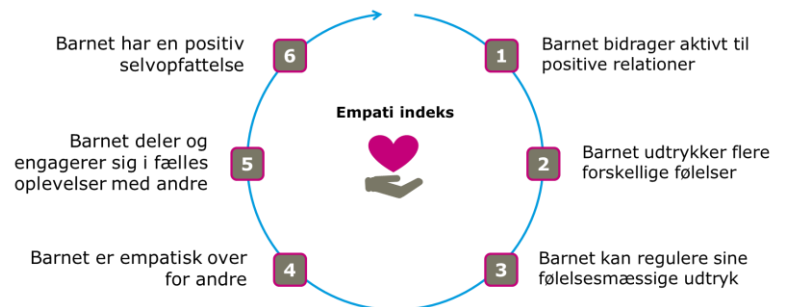 Empati indeks
1
Barnet bidrager aktivt til
positive relationer
2
Barnet udtrykker flere
forskellige følelser
3
Barnet kan regulere sine
følelsesmæssige udtryk
4
Barnet er empatisk over
for andre
5
Barnet deler og
engagerer sig i fælles
oplevelser med andre
6
Barnet har en positiv
selvopfattelse